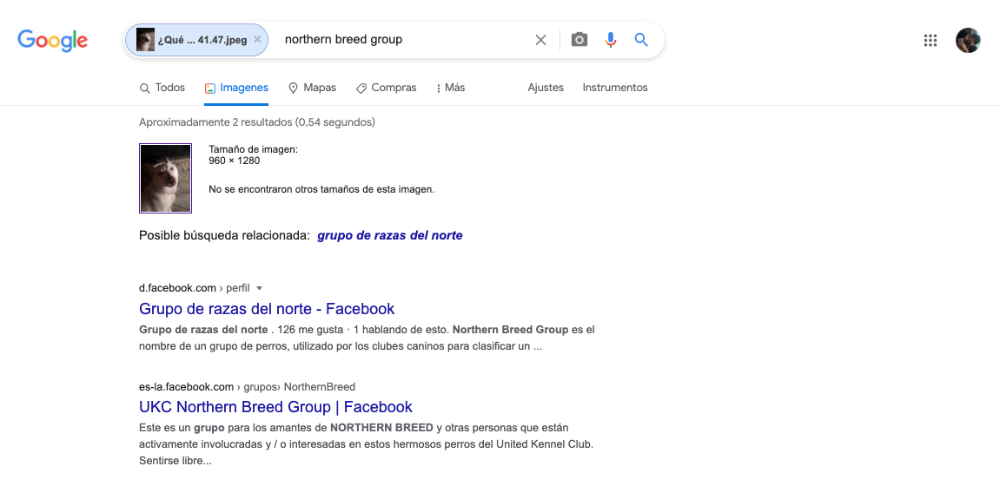 Google
¿Qué ... 41.47.jpeg × northern breed group
Todos Imagenes Mapas Compras Más Ajustes Instrumentos
Aproximadamente 2 resultados (0,54 segundos)
Tamaño de imagen:
960 × 1280
No se encontraron otros tamaños de esta imagen.
Posible búsqueda relacionada: grupo de razas del norte
d.facebook.com › perfil
Grupo de razas del norte - Facebook
Grupo de razas del norte . 126 me gusta · 1 hablando de esto. Northern Breed Group es el
nombre de un grupo de perros, utilizado por los clubes caninos para clasificar un ...
es-la.facebook.com › grupos› NorthernBreed
UKC Northern Breed Group | Facebook
Este es un grupo para los amantes de NORTHERN BREED y otras personas que están
activamente involucradas y / o interesadas en estos hermosos perros del United Kennel Club.
Sentirse libre...